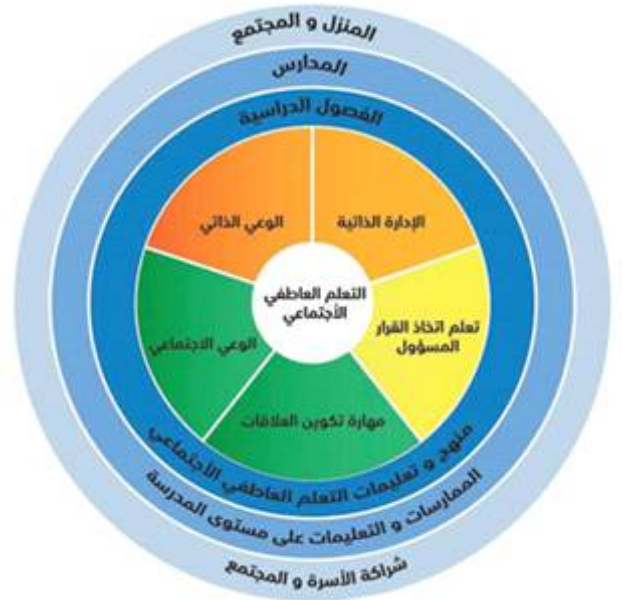 المنزل و المجتمع
المدارس
الفصول الدراسية
الإدارة الذاتية
الوعي الذاتي
التعلم العاطفي
الأجتماعي
تعلم اتخاذ القرار
المسؤول
الوعي الاجتماعي
مهارة تكوين العلاقات
منهج و تعليمات التعلم العاطفي الأجتماعي
الممارسات و التعليمات على مستوى المدرسة
شراكة الأسرة و المجتمع